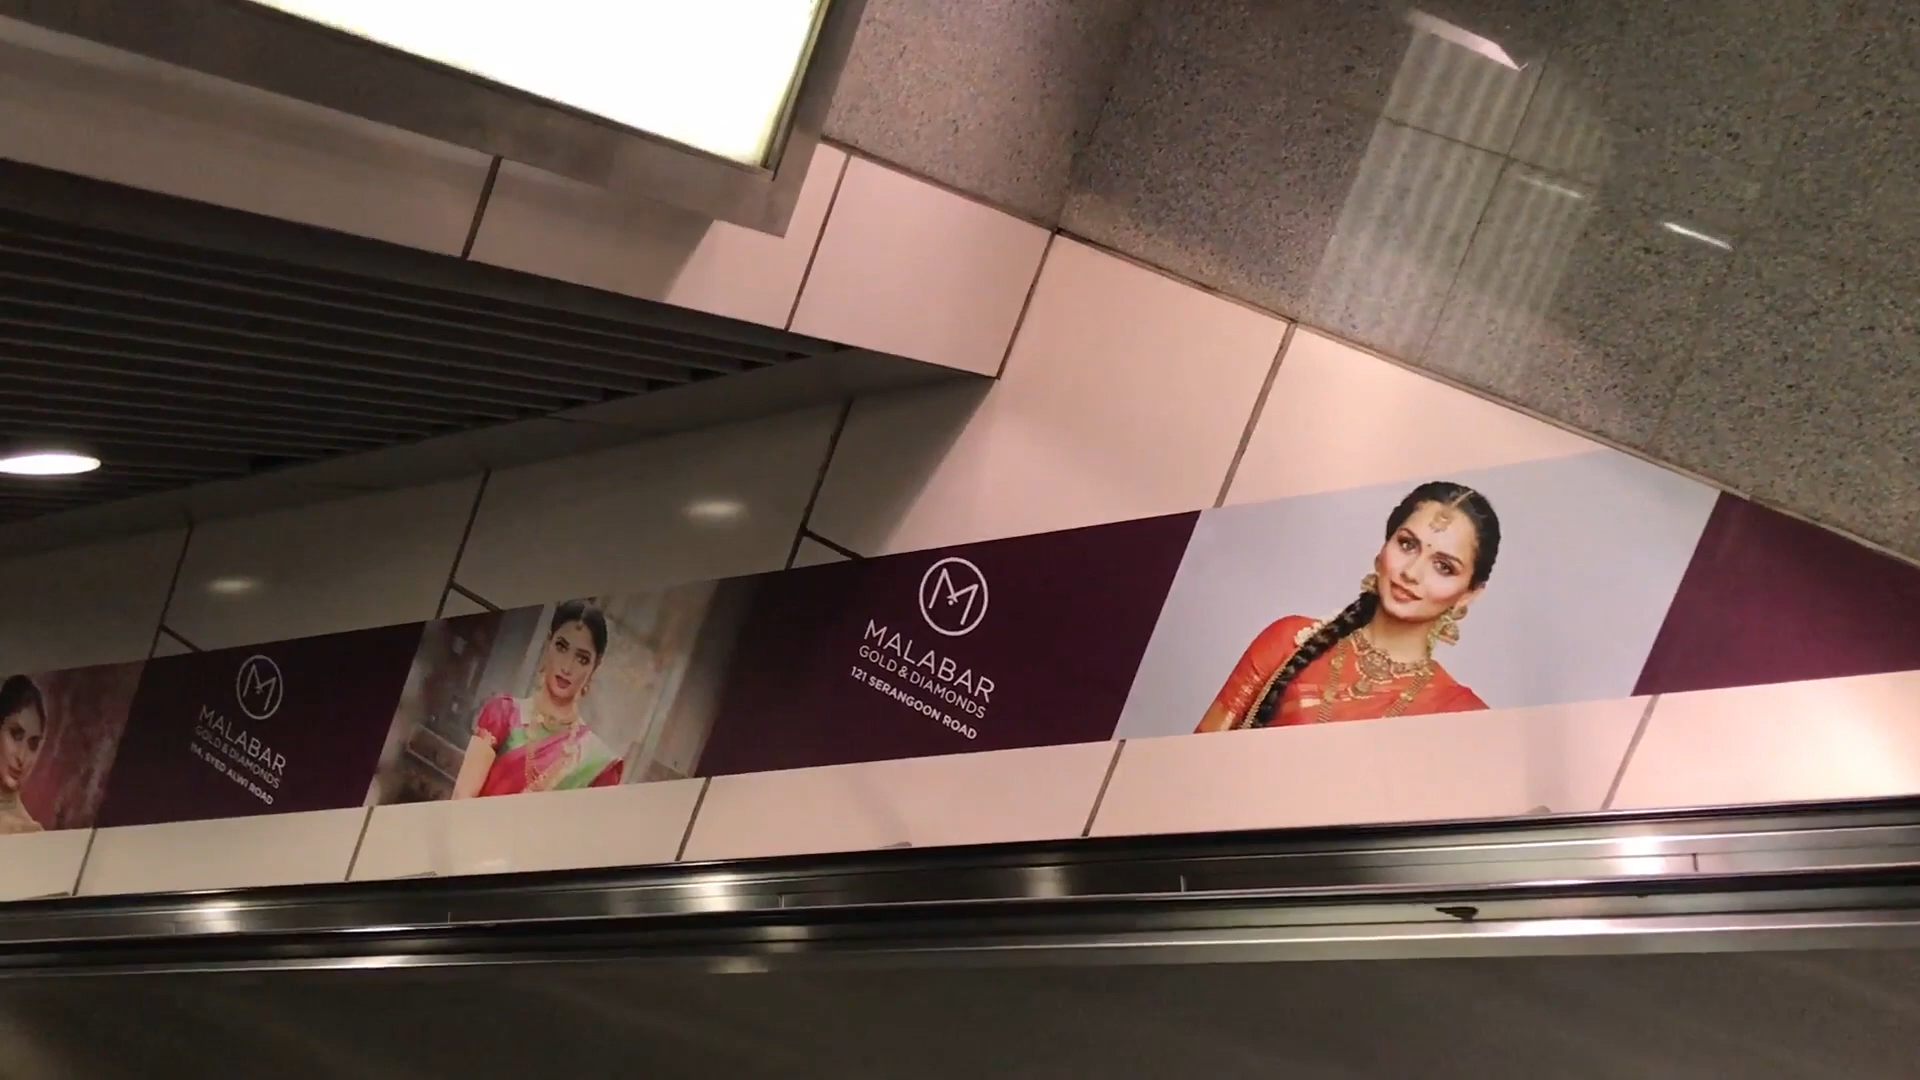 MALABAR
GOLD & DIAMONDS
114, SYED ALWI ROAD
MALABAR
GOLD & DIAMONDS
121 SERANGOON ROAD